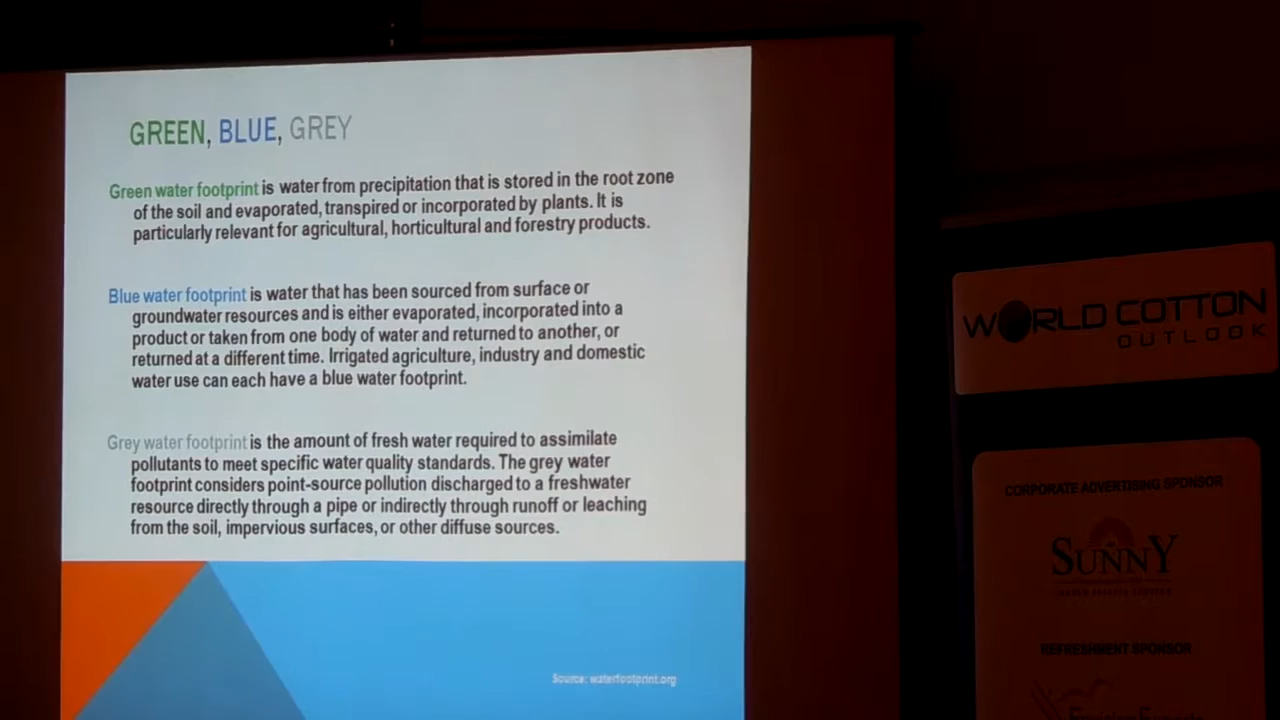 GREEN, BLUE, GREY
Green water footprint is water from precipitation that is stored in the root zone
of the soil and evaporated, transpired or incorporated by plants. It is
particularly relevant for agricultural, horticultural and forestry products.
Blue water footprint is water that has been sourced from surface or
groundwater resources and is either evaporated, incorporated into a
product or taken from one body of water and returned to another, or
returned at a different time. Irrigated agriculture, industry and domestic
water use can each have a blue water footprint.
Grey water footprint is the amount of fresh water required to assimilate
pollutants to meet specific water quality standards. The grey water
footprint considers point-source pollution discharged to a freshwater
resource directly through a pipe or indirectly through runoff or leaching
from the soil, impervious surfaces, or other diffuse sources.
Source: waterfootprint.org
WORLD COTTON
OUTLOOK
CORPORATE ADVERTISING SPONSOR
SUNNY
REFRESHMENT SPONSOR